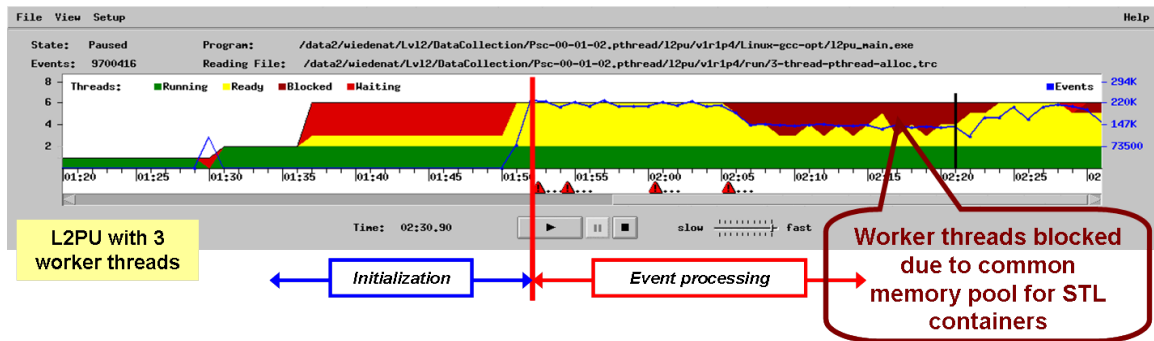 File View Setup Help
State: Paused Program: /data2/wiedenat/Lvl2/DataCollection/Psc-00-01-02.pthread/l2pu/v1r1p4/Linux-gcc-opt/l2pu_main.exe
Events: 9700416 Reading File: /data2/wiedenat/Lvl2/DataCollection/Psc-00-01-02.pthread/l2pu/v1r1p4/run/3-thread-pthread-alloc.trc
Threads: Running Ready Blocked Waiting Events
8 294K
6 220K
4 147K
2 73500
01:20 01:25 01:30 01:35 01:40 01:45 01:50 01:55 02:00 02:05 02:10 02:15 02:20 02:25 02:
... ... ... ...
Time: 02:30.90 slow fast
L2PU with 3
worker threads
Initialization
Event processing
Worker threads blocked
due to common
memory pool for STL
containers